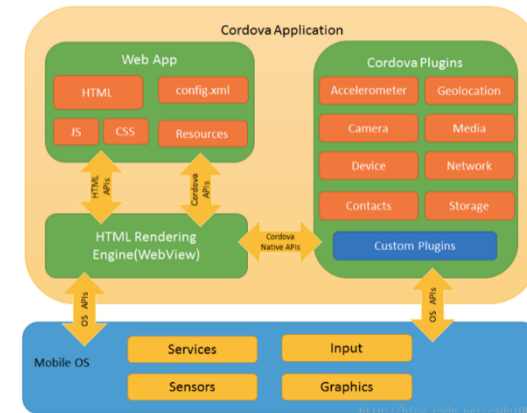 Cordova Application
Web App
HTML
config.xml
JS
CSS
Resources
HTML
APIs
Cordova
APIs
HTML Rendering
Engine(WebView)
Cordova
Native APIs
Cordova Plugins
Accelerometer
Geolocation
Camera
Media
Device
Network
Contacts
Storage
Custom Plugins
OS APIs
OS APIs
Mobile OS
Services
Input
Sensors
Graphics